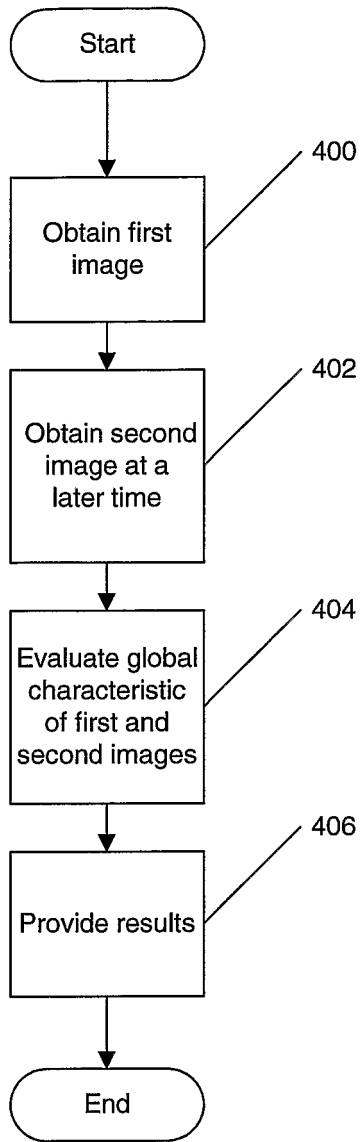 Start
400
Obtain first
image
402
Obtain second
image at a
later time
404
Evaluate global
characteristic
of first and
second images
406
Provide results
End